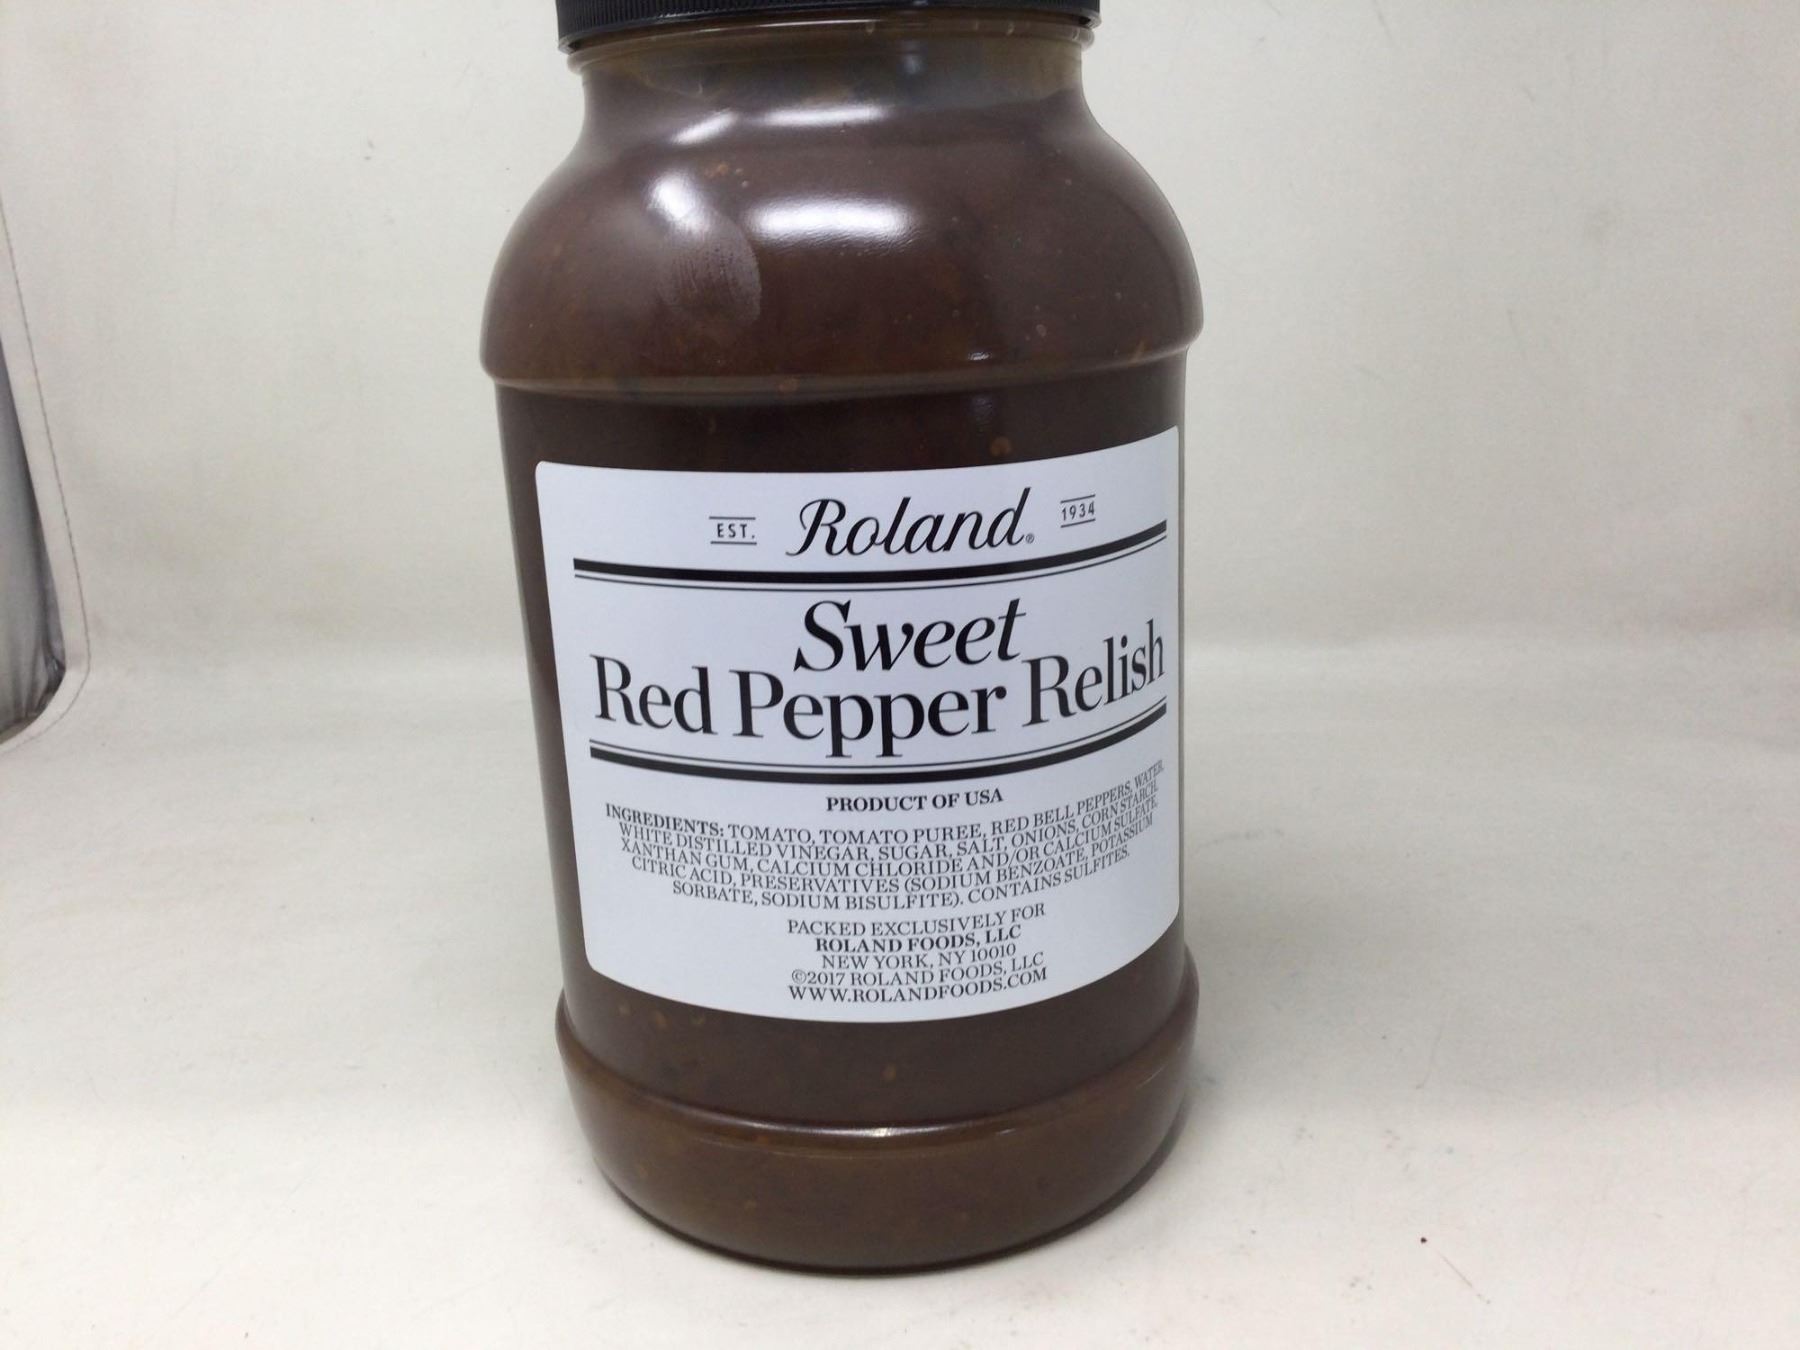 EST. Roland® 1934
Sweet
Red Pepper Relish
PRODUCT OF USA
INGREDIENTS: TOMATO, TOMATO PUREE, RED BELL PEPPERS, WATER,
WHITE DISTILLED VINEGAR, SUGAR, SALT, ONIONS, CORN STARCH,
XANTHAN GUM, CALCIUM CHLORIDE AND/OR CALCIUM SULFATE,
CITRIC ACID, PRESERVATIVES (SODIUM BENZOATE, POTASSIUM
SORBATE, SODIUM BISULFITE). CONTAINS SULFITES.
PACKED EXCLUSIVELY FOR
ROLAND FOODS, LLC
NEW YORK, NY 10010
©2017 ROLAND FOODS, LLC
WWW.ROLANDFOODS.COM